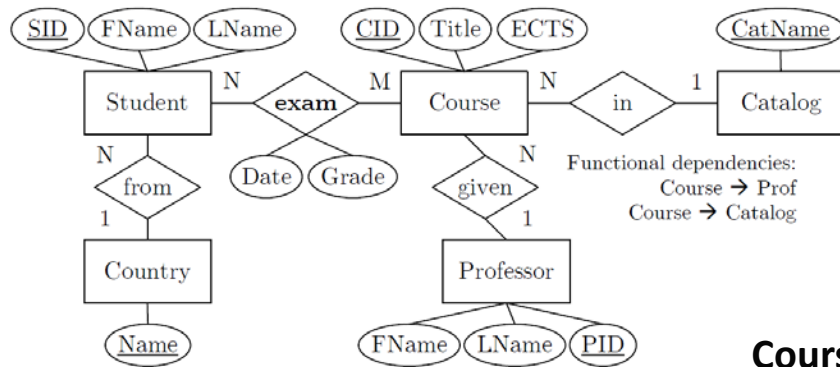 SID FName LName CID Title ECTS CatName
Student N exam M Course N in 1 Catalog
N Date Grade N Functional dependencies:
from given Course → Prof
1 1 Course → Catalog
Country Professor
Name FName LName PID
Cours